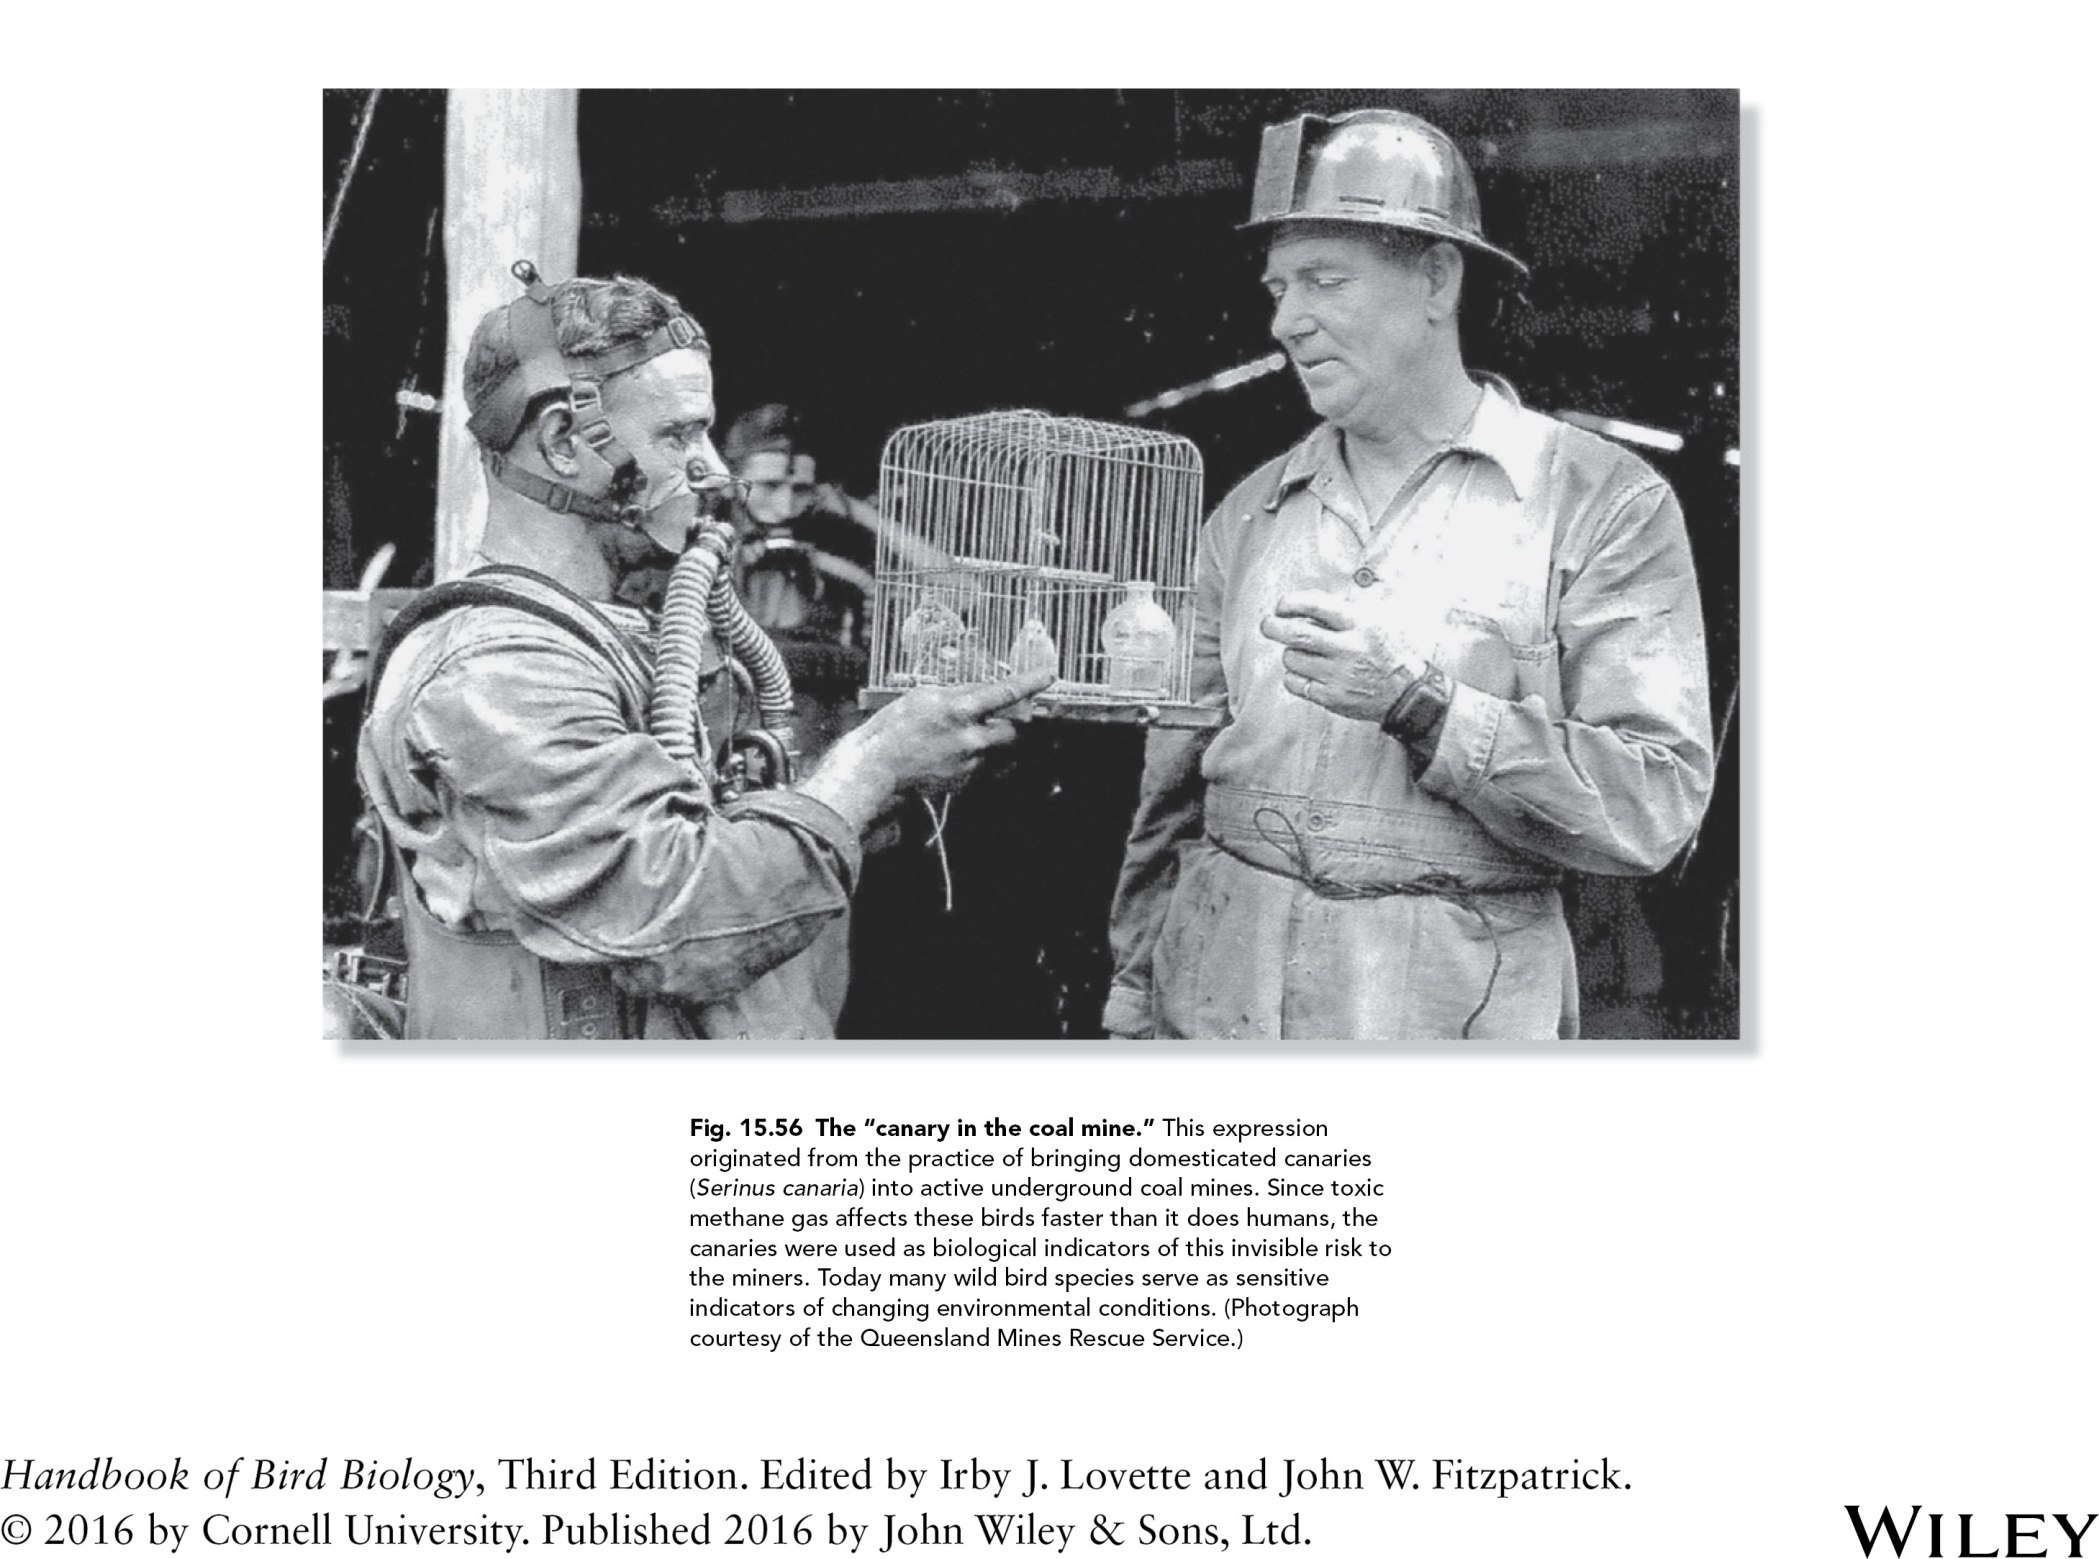 Fig. 15.56 The “canary in the coal mine.” This expression
originated from the practice of bringing domesticated canaries
(Serinus canaria) into active underground coal mines. Since toxic
methane gas affects these birds faster than it does humans, the
canaries were used as biological indicators of this invisible risk to
the miners. Today many wild bird species serve as sensitive
indicators of changing environmental conditions. (Photograph
courtesy of the Queensland Mines Rescue Service.)
Handbook of Bird Biology, Third Edition. Edited by Irby J. Lovette and John W. Fitzpatrick.
© 2016 by Cornell University. Published 2016 by John Wiley & Sons, Ltd.
WILEY